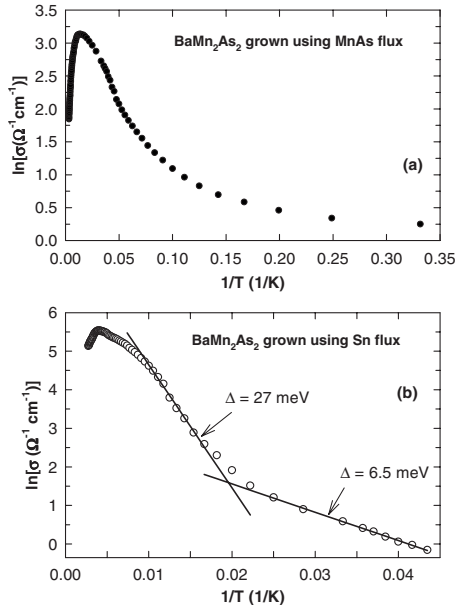 3.5
3.0
2.5
2.0
1.5
1.0
0.5
0.0
ln[σ(Ω⁻¹cm⁻¹)]
BaMn₂As₂ grown using MnAs flux
(a)
0.00 0.05 0.10 0.15 0.20 0.25 0.30 0.35
1/T (1/K)
6
5
4
3
2
1
0
ln[σ (Ω⁻¹ cm⁻¹)]
BaMn₂As₂ grown using Sn flux
(b)
Δ = 27 meV
Δ = 6.5 meV
0.00 0.01 0.02 0.03 0.04
1/T (1/K)